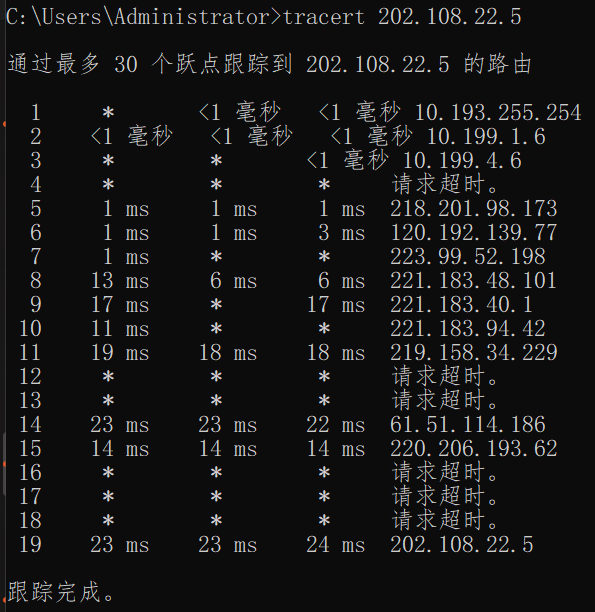 C:\Users\Administrator>tracert 202.108.22.5
通过最多 30 个跃点跟踪到 202.108.22.5 的路由
1 * <1 毫秒 <1 毫秒 10.193.255.254
2 <1 毫秒 <1 毫秒 <1 毫秒 10.199.1.6
3 * * <1 毫秒 10.199.4.6
4 * * * 请求超时。
5 1 ms 1 ms 1 ms 218.201.98.173
6 1 ms 1 ms 3 ms 120.192.139.77
7 1 ms * * 223.99.52.198
8 13 ms 6 ms 6 ms 221.183.48.101
9 17 ms * 17 ms 221.183.40.1
10 11 ms * * 221.183.94.42
11 19 ms 18 ms 18 ms 219.158.34.229
12 * * * 请求超时。
13 * * * 请求超时。
14 23 ms 23 ms 22 ms 61.51.114.186
15 14 ms 14 ms 14 ms 220.206.193.62
16 * * * 请求超时。
17 * * * 请求超时。
18 * * * 请求超时。
19 23 ms 23 ms 24 ms 202.108.22.5
跟踪完成。